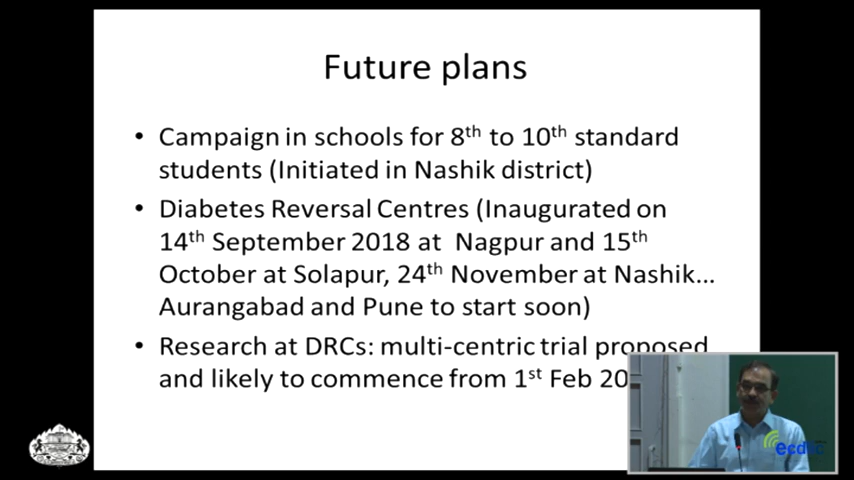 Future plans
• Campaign in schools for 8th to 10th standard
students (Initiated in Nashik district)
• Diabetes Reversal Centres (Inaugurated on
14th September 2018 at Nagpur and 15th
October at Solapur, 24th November at Nashik...
Aurangabad and Pune to start soon)
• Research at DRCs: multi-centric trial proposed
and likely to commence from 1st Feb